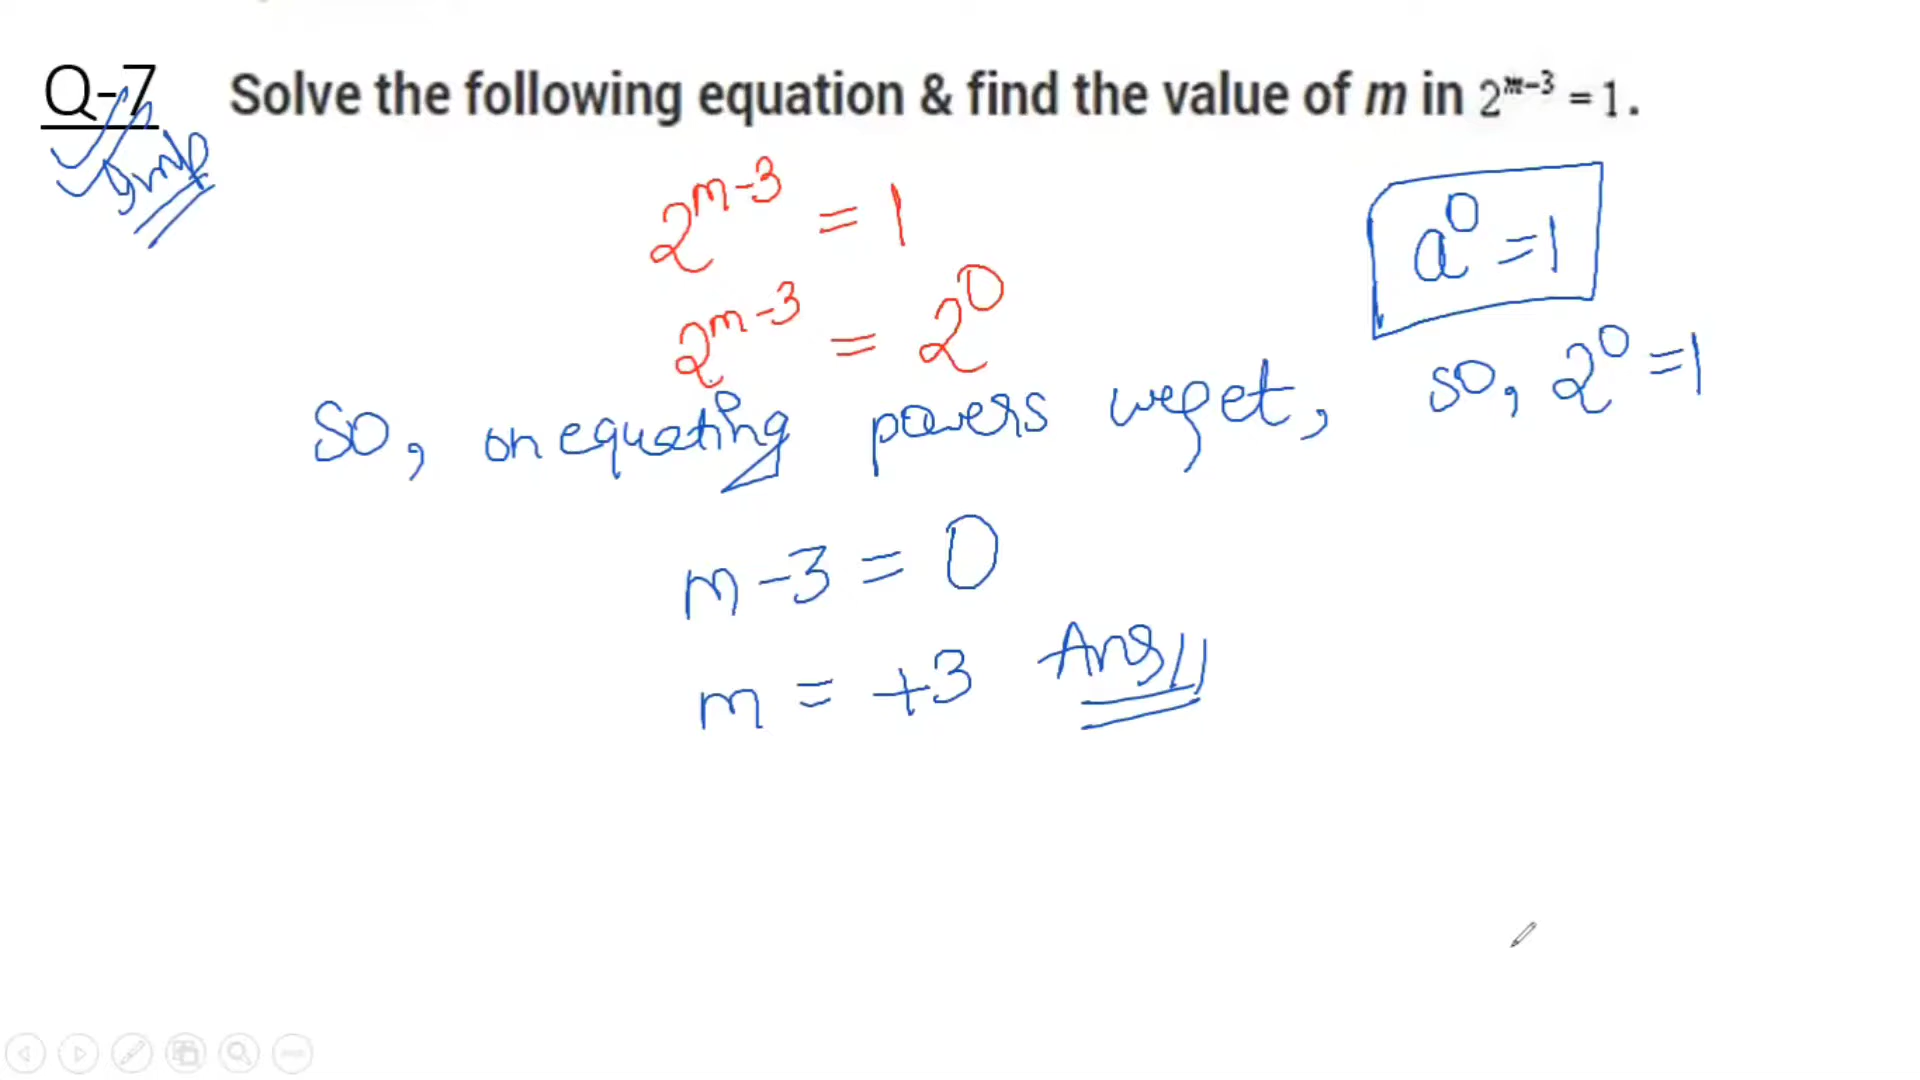 Q-7 Solve the following equation & find the value of m in 2^{m-3} = 1.
Imp
2^{m-3} = 1
a^0 = 1
2^{m-3} = 2^0
so, 2^0 = 1
So, on equating powers we get,
m - 3 = 0
m = +3 Ans